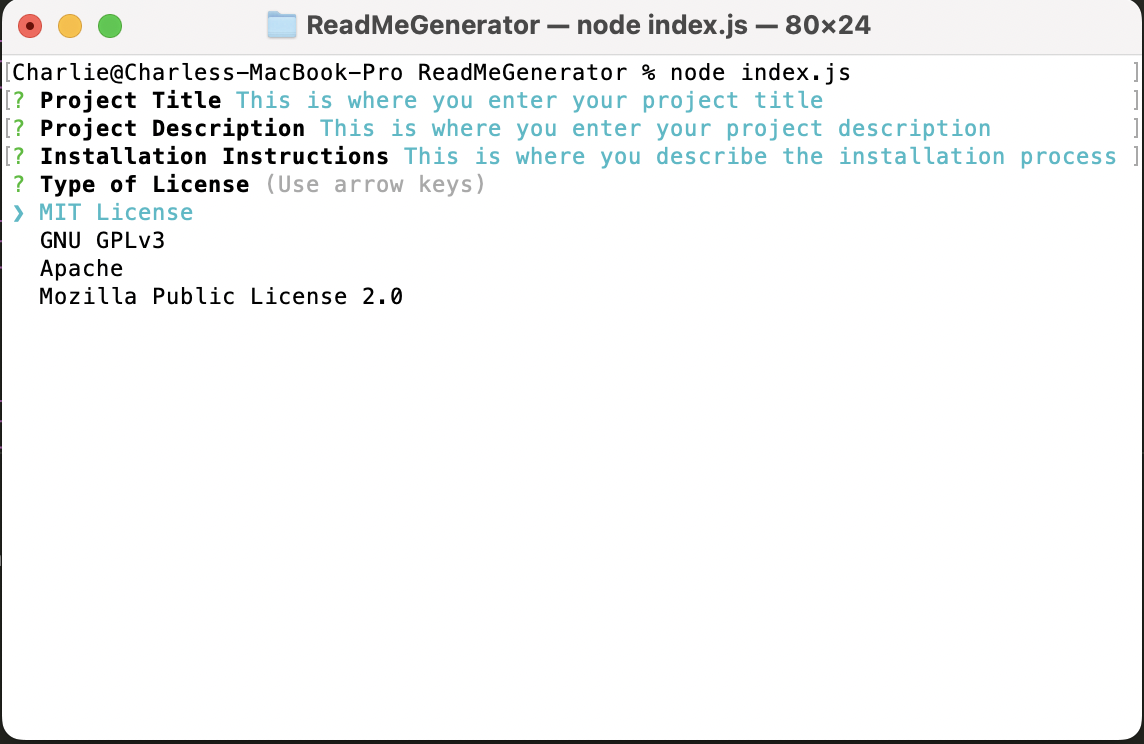 ReadMeGenerator — node index.js — 80×24
[Charlie@Charless-MacBook-Pro ReadMeGenerator % node index.js ]
[? Project Title This is where you enter your project title ]
[? Project Description This is where you enter your project description ]
[? Installation Instructions This is where you describe the installation process ]
? Type of License (Use arrow keys)
❯ MIT License
GNU GPLv3
Apache
Mozilla Public License 2.0